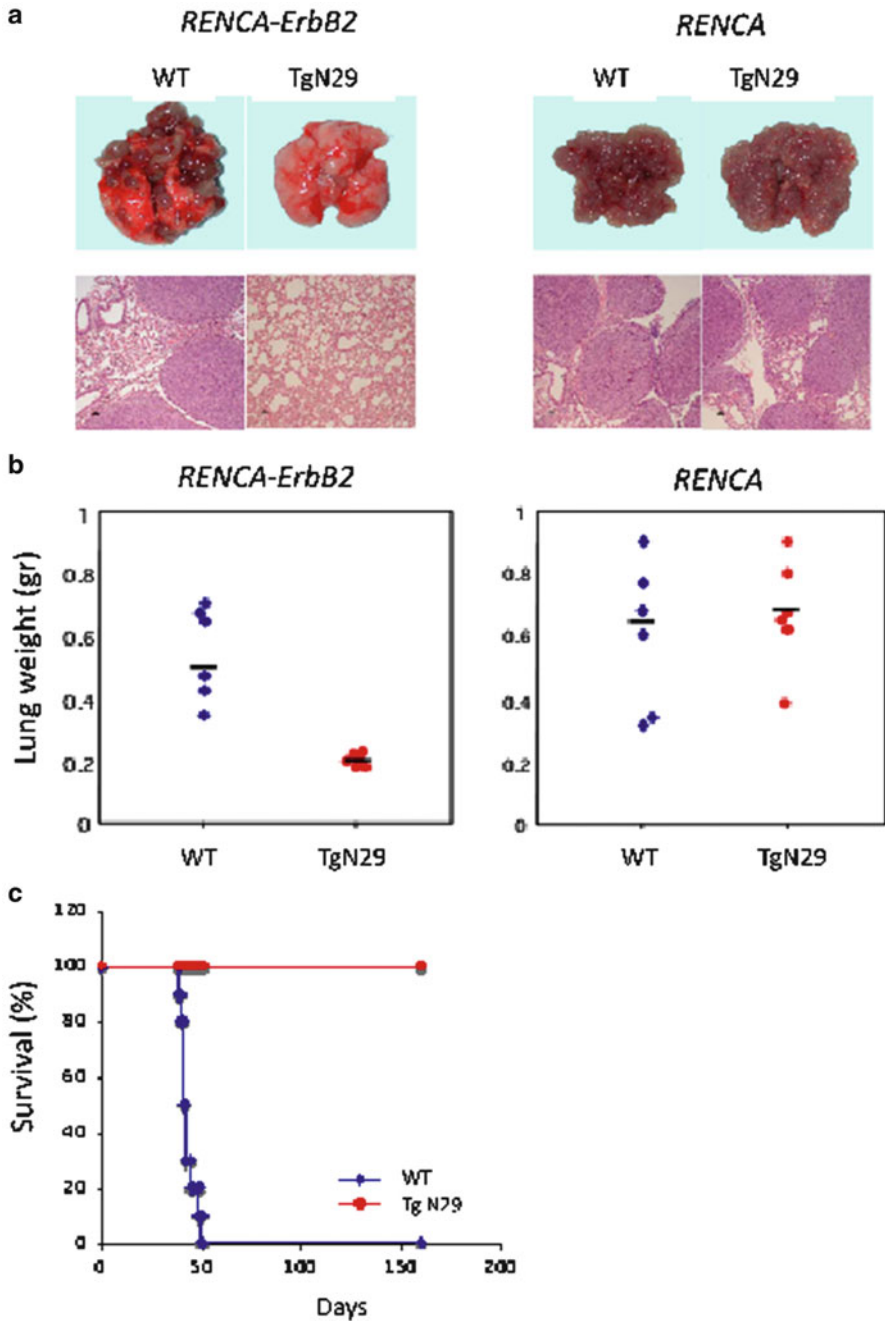 a
RENCA-ErbB2
RENCA
WT
TgN29
WT
TgN29
b
RENCA-ErbB2
RENCA
Lung weight (gr)
1
0.8
0.6
0.4
0.2
0
WT
TgN29
1
0.8
0.6
0.4
0.2
0
WT
TgN29
c
Survival (%)
120
100
80
60
40
20
0
0
50
100
150
200
WT
Tg N29
Days